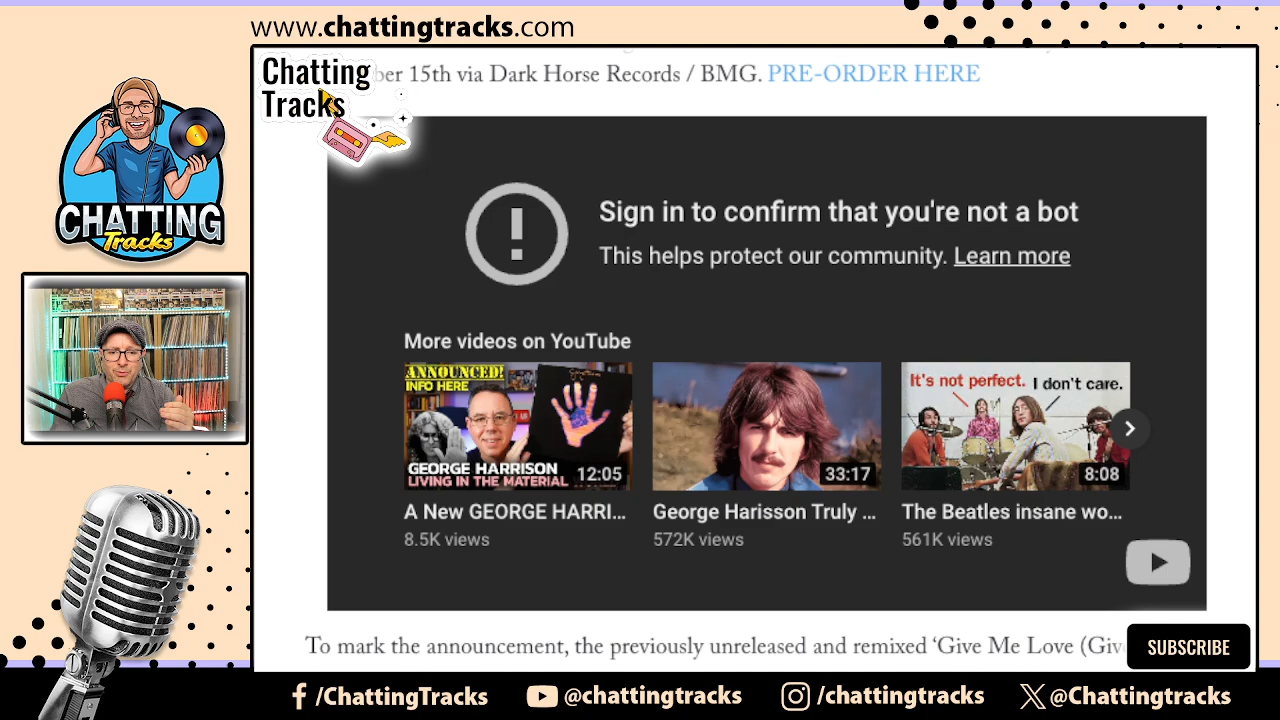 www.chattingtracks.com
Chatting
Tracks
ber 15th via Dark Horse Records / BMG. PRE-ORDER HERE
CHATTING
Tracks
Sign in to confirm that you're not a bot
This helps protect our community. Learn more
More videos on YouTube
ANNOUNCED!
INFO HERE
GEORGE HARRISON
LIVING IN THE MATERIAL
12:05
33:17
It's not perfect. I don't care.
8:08
A New GEORGE HARRI...
8.5K views
George Harisson Truly ...
572K views
The Beatles insane wo...
561K views
To mark the announcement, the previously unreleased and remixed ‘Give Me Love (Giv
SUBSCRIBE
/ChattingTracks
@chattingtracks
/chattingtracks
@Chattingtracks